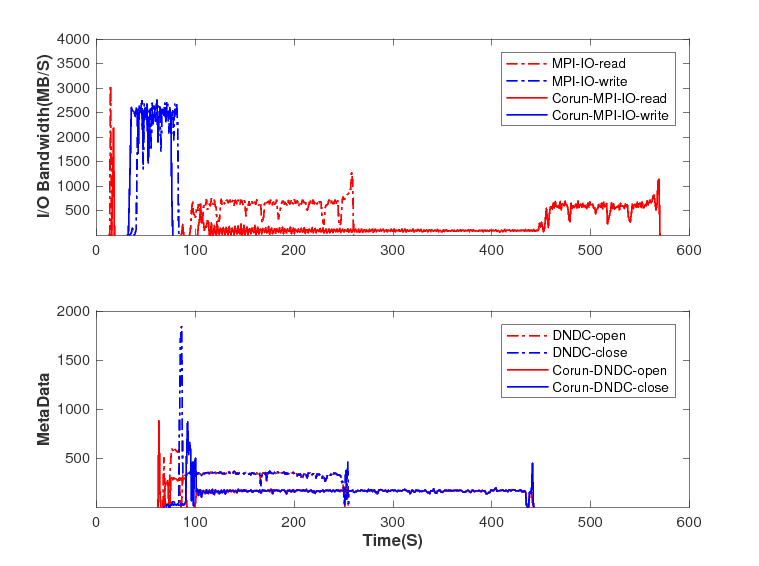 4000
3500
3000
2500
2000
1500
1000
500
I/O Bandwidth(MB/S)
MPI-IO-read
MPI-IO-write
Corun-MPI-IO-read
Corun-MPI-IO-write
0 100 200 300 400 500 600
2000
1500
1000
500
MetaData
DNDC-open
DNDC-close
Corun-DNDC-open
Corun-DNDC-close
0 100 200 300 400 500 600
Time(S)